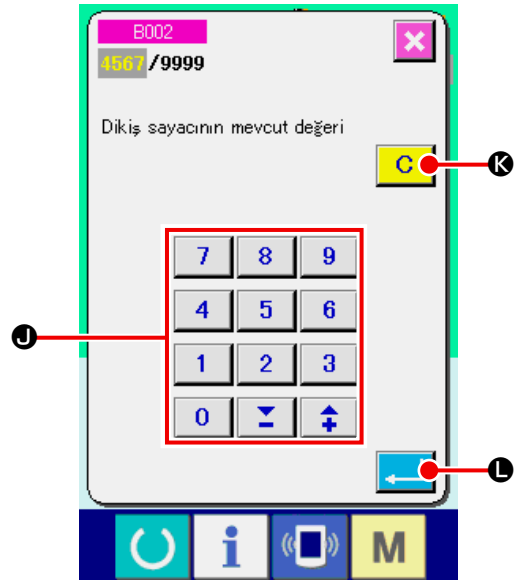 B002
4567/9999
Dikiş sayacının mevcut değeri
C
K
7 8 9
4 5 6
J
1 2 3
0
L
i
M